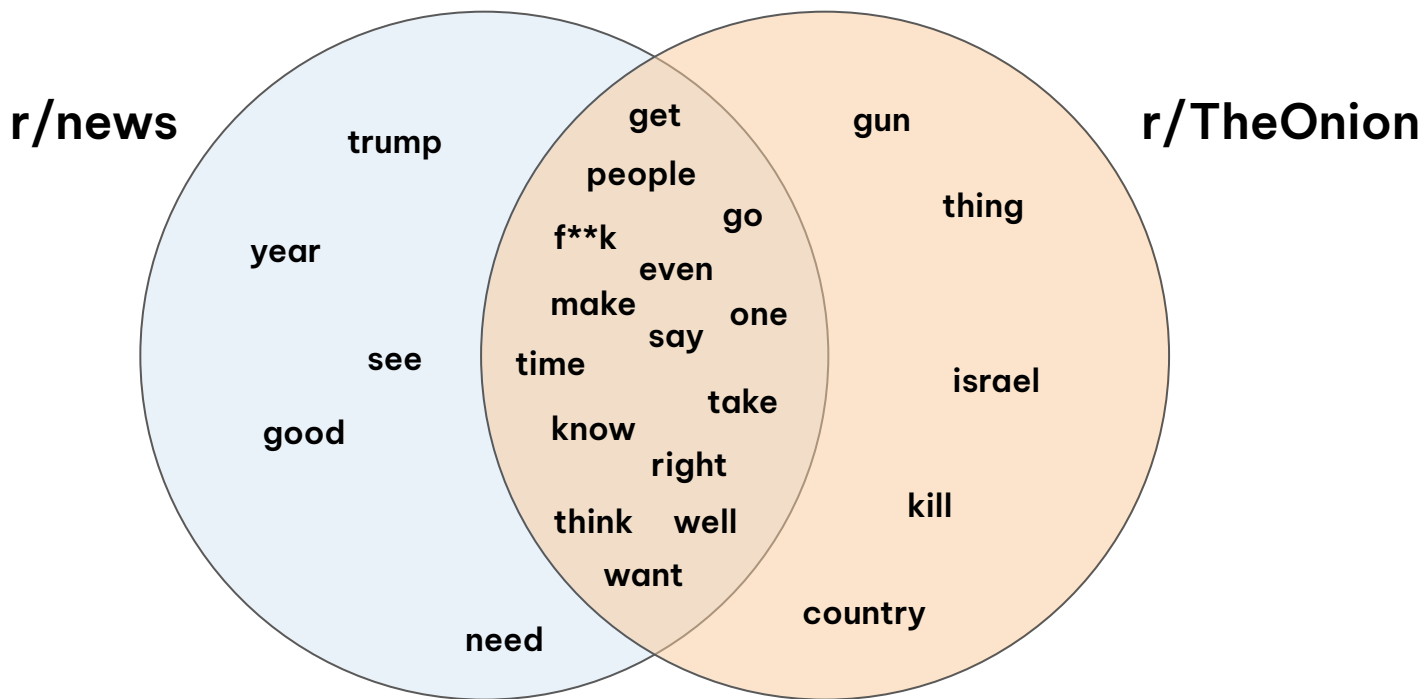 r/news
r/TheOnion
trump
year
see
good
need
get
people
go
f**k
even
make
one
say
time
take
know
right
think well
want
gun
thing
israel
kill
country